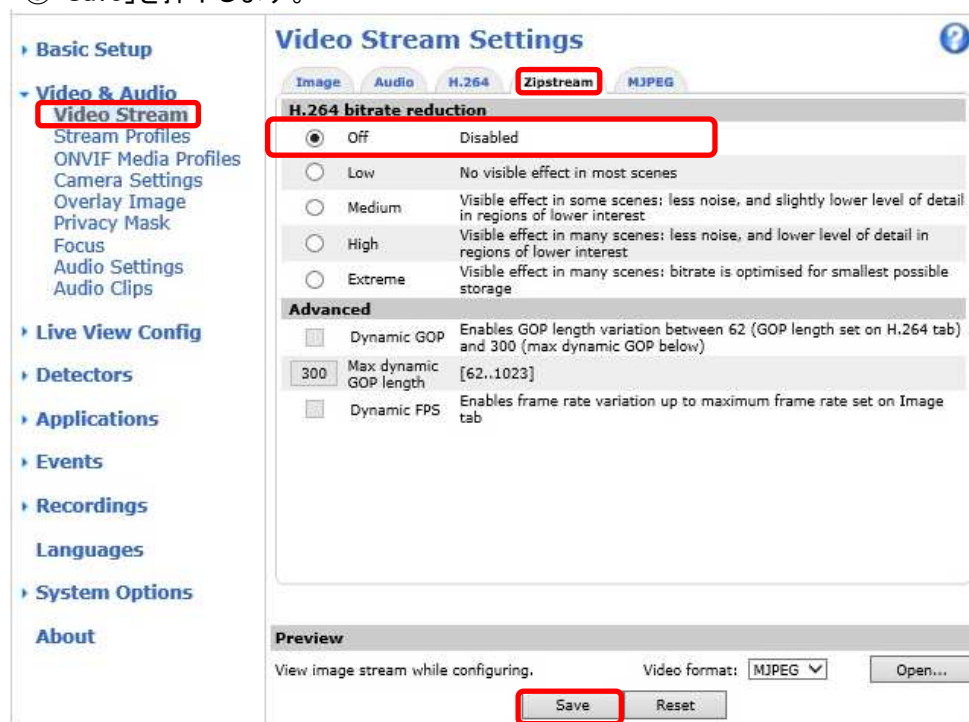 Save]を押下します。
Basic Setup
Video & Audio
Video Stream
Stream Profiles
ONVIF Media Profiles
Camera Settings
Overlay Image
Privacy Mask
Focus
Audio Settings
Audio Clips
Live View Config
Detectors
Applications
Events
Recordings
Languages
System Options
About
Video Stream Settings
?
Image Audio H.264 Zipstream MJPEG
H.264 bitrate reduction
Off Disabled
Low No visible effect in most scenes
Medium Visible effect in some scenes: less noise, and slightly lower level of detail
in regions of lower interest
High Visible effect in many scenes: less noise, and lower level of detail in
regions of lower interest
Extreme Visible effect in many scenes: bitrate is optimised for smallest possible
storage
Advanced
Dynamic GOP Enables GOP length variation between 62 (GOP length set on H.264 tab)
and 300 (max dynamic GOP below)
300 Max dynamic
GOP length [62..1023]
Dynamic FPS Enables frame rate variation up to maximum frame rate set on Image
tab
Preview
View image stream while configuring. Video format: MJPEG Open...
Save Reset